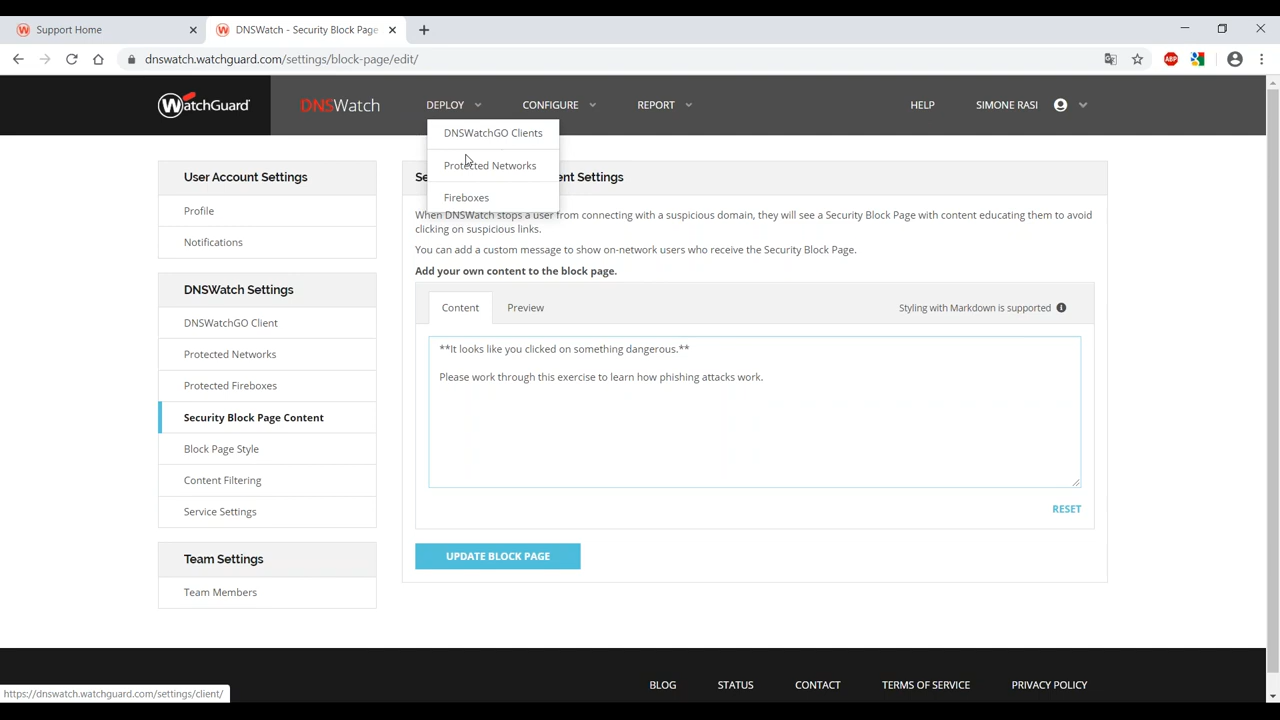 Support Home
DNSWatch - Security Block Page
dnswatch.watchguard.com/settings/block-page/edit/
ABP
WatchGuard
DNSWatch
DEPLOY
CONFIGURE
REPORT
HELP
SIMONE RASI
DNSWatchGO Clients
Protected Networks
Fireboxes
User Account Settings
Profile
Notifications
DNSWatch Settings
DNSWatchGO Client
Protected Networks
Protected Fireboxes
Security Block Page Content
Block Page Style
Content Filtering
Service Settings
Team Settings
Team Members
Se ent Settings
When DNSWatch stops a user from connecting with a suspicious domain, they will see a Security Block Page with content educating them to avoid
clicking on suspicious links.
You can add a custom message to show on-network users who receive the Security Block Page.
Add your own content to the block page.
Content
Preview
Styling with Markdown is supported
**It looks like you clicked on something dangerous.**
Please work through this exercise to learn how phishing attacks work.
RESET
UPDATE BLOCK PAGE
BLOG
STATUS
CONTACT
TERMS OF SERVICE
PRIVACY POLICY
https://dnswatch.watchguard.com/settings/client/